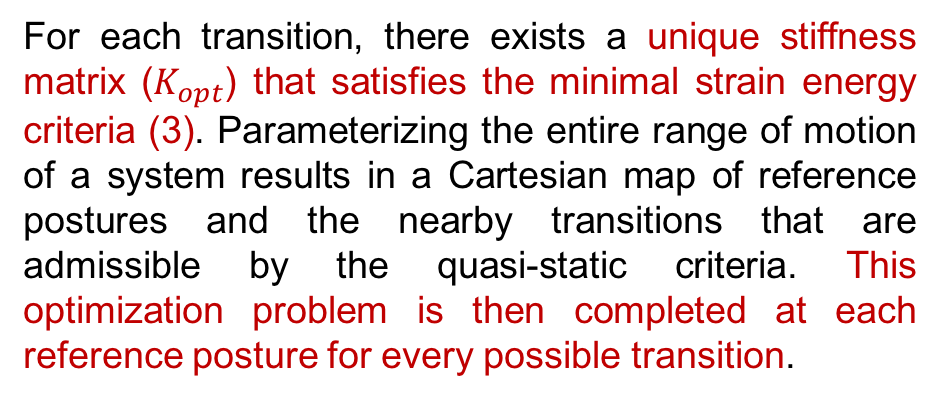 For each transition, there exists a unique stiffness
matrix (K_opt) that satisfies the minimal strain energy
criteria (3). Parameterizing the entire range of motion
of a system results in a Cartesian map of reference
postures and the nearby transitions that are
admissible by the quasi-static criteria. This
optimization problem is then completed at each
reference posture for every possible transition.